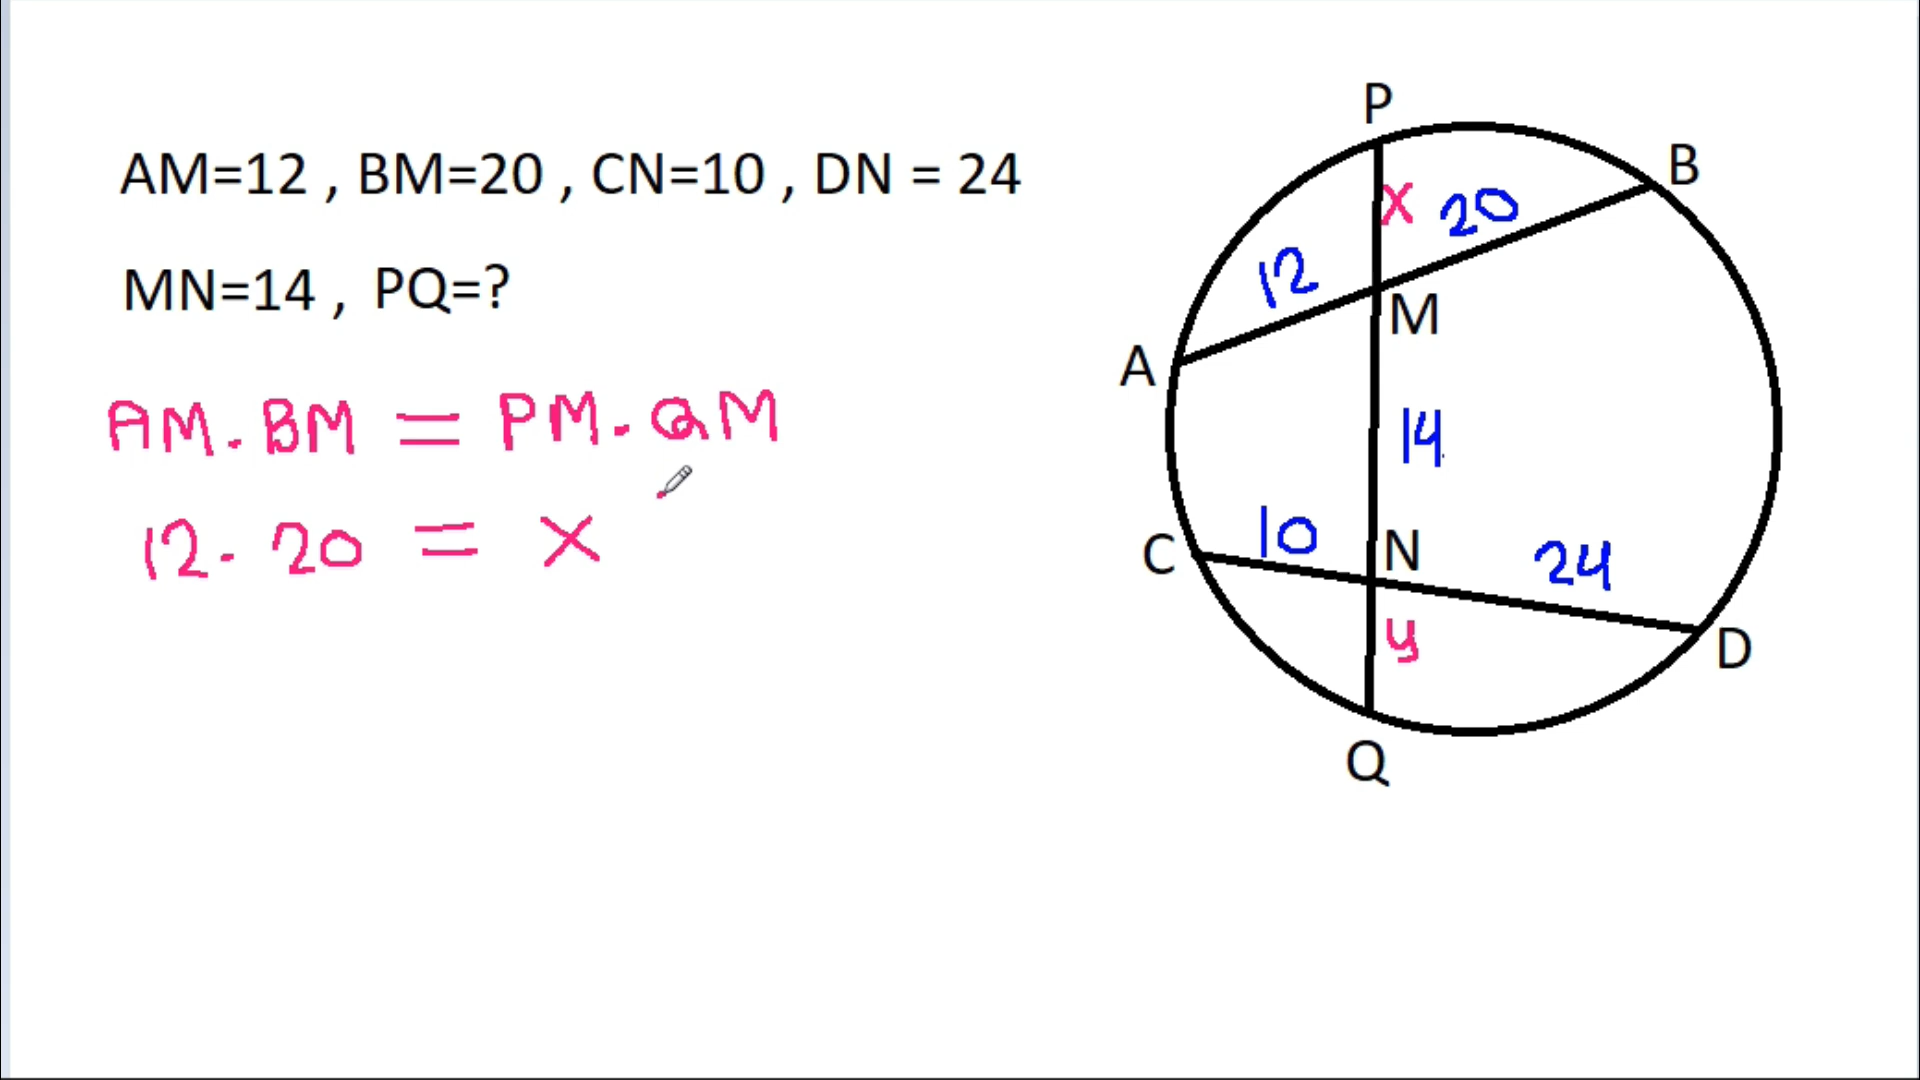 AM=12 , BM=20 , CN=10 , DN = 24
MN=14 , PQ=?
AM . BM = PM . QM
12 . 20 = x
P
B
x
20
12
M
A
14
10
N
24
C
y
D
Q